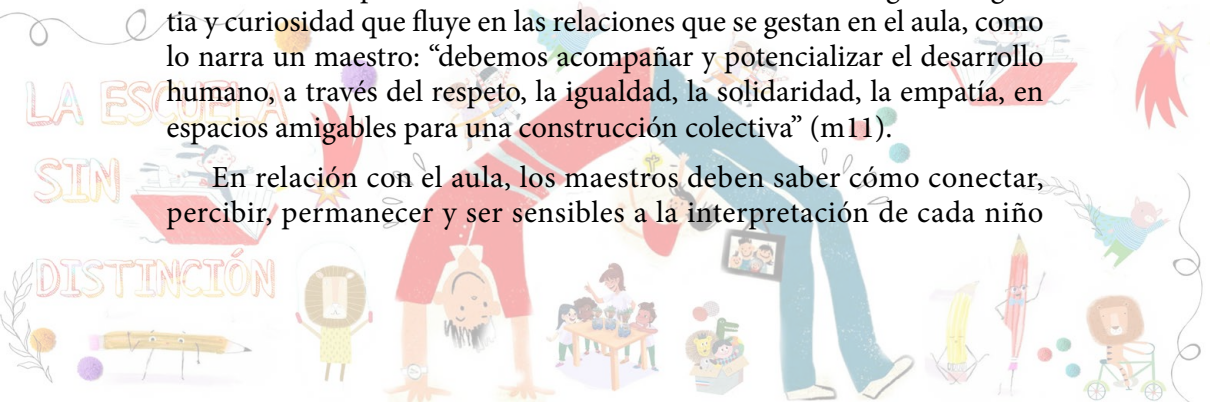 tia y curiosidad que fluye en las relaciones que se gestan en el aula, como
lo narra un maestro: “debemos acompañar y potencializar el desarrollo
humano, a través del respeto, la igualdad, la solidaridad, la empatía, en
espacios amigables para una construcción colectiva” (m11).
En relación con el aula, los maestros deben saber cómo conectar,
percibir, permanecer y ser sensibles a la interpretación de cada niño
LA ESCUELA
SIN
DISTINCIÓN